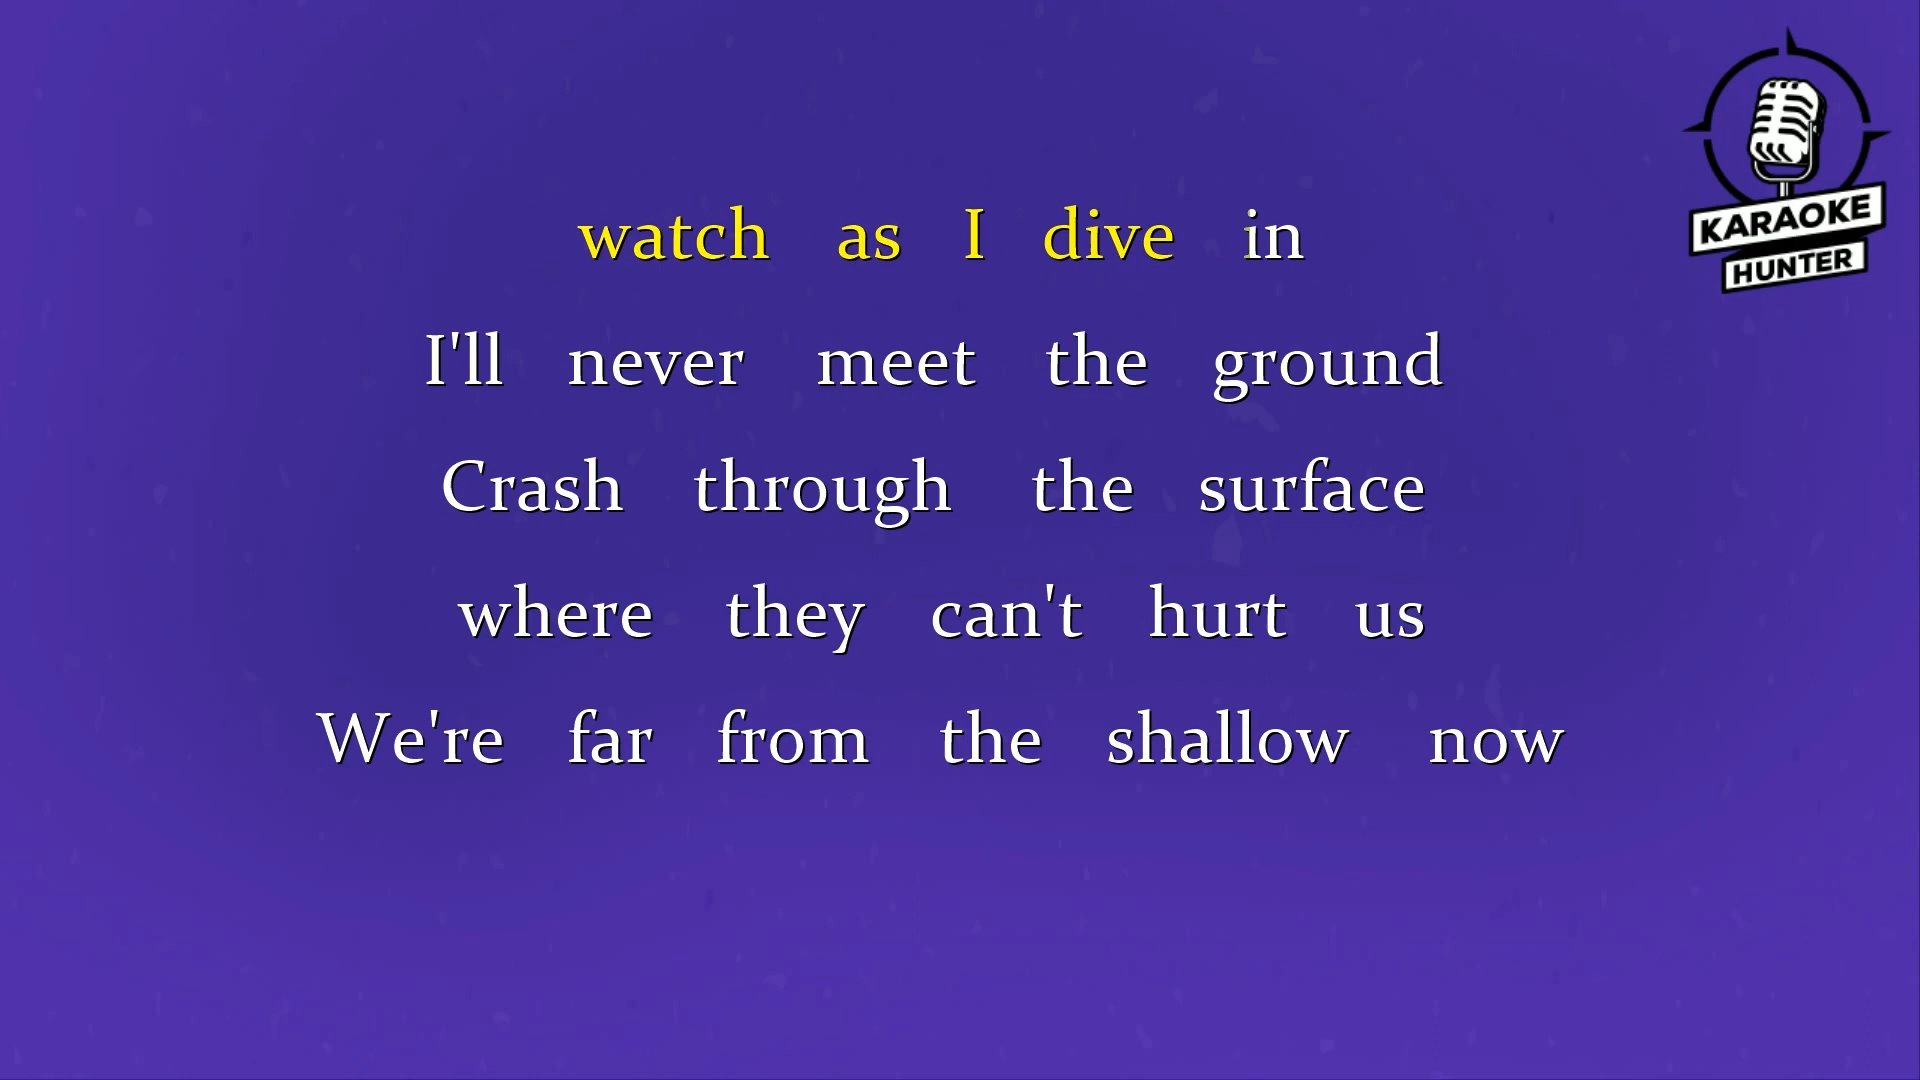 watch as I dive in
I'll never meet the ground
Crash through the surface
where they can't hurt us
We're far from the shallow now
KARAOKE
HUNTER